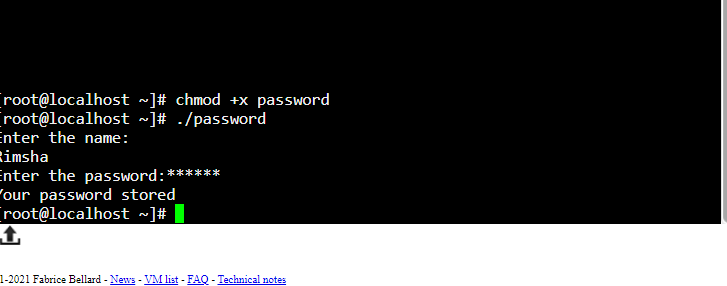 [root@localhost ~]# chmod +x password
[root@localhost ~]# ./password
Enter the name:
Rimsha
Enter the password:******
Your password stored
[root@localhost ~]#
1-2021 Fabrice Bellard - News - VM list - FAQ - Technical notes